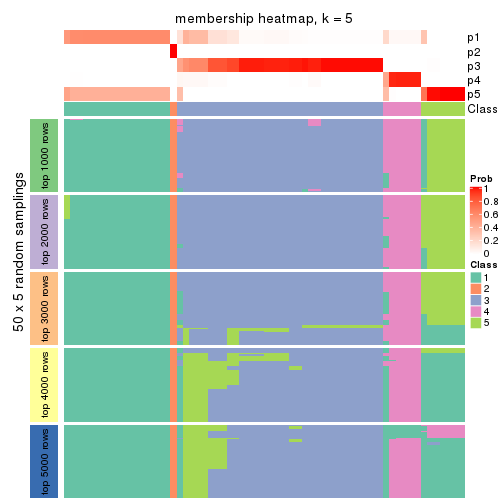 membership heatmap, k = 5
p1
p2
p3
p4
p5
Class
50 x 5 random samplings
top 1000 rows
top 2000 rows
top 3000 rows
top 4000 rows
top 5000 rows
Prob
1
0.8
0.6
0.4
0.2
0
Class
1
2
3
4
5